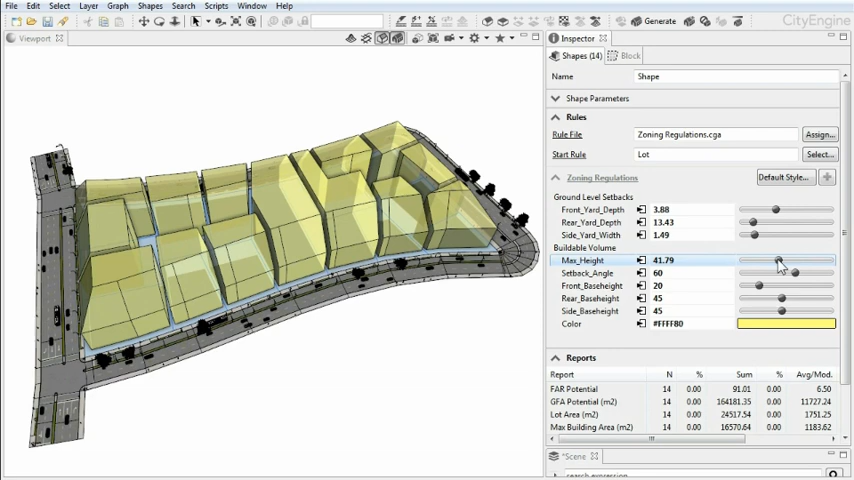 File Edit Select Layer Graph Shapes Search Scripts Window Help
Generate
CityEngine
Viewport
Inspector
Shapes (14) Block
Name Shape
Shape Parameters
Rules
Rule File Zoning Regulations.cga Assign...
Start Rule Lot Select...
Zoning Regulations Default Style... +
Ground Level Setbacks
Front_Yard_Depth 3.88
Rear_Yard_Depth 13.43
Side_Yard_Width 1.49
Buildable Volume
Max_Height 41.79
Setback_Angle 60
Front_Baseheight 20
Rear_Baseheight 45
Side_Baseheight 45
Color #FFFF80
Reports
Report N % Sum % Avg/Mod.
FAR Potential 14 0.00 91.01 0.00 6.50
GFA Potential (m2) 14 0.00 164181.35 0.00 11727.24
Lot Area (m2) 14 0.00 24517.54 0.00 1751.25
Max Building Area (m2) 14 0.00 16570.64 0.00 1183.62
*Scene
search expression